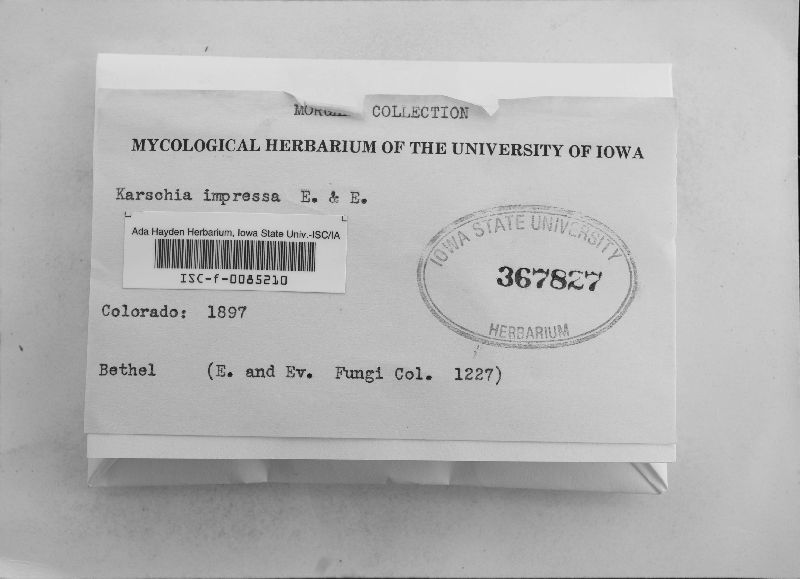 COLLECTION
MYCOLOGICAL HERBARIUM OF THE UNIVERSITY OF IOWA
Karschia impressa E. & E.
Ada Hayden Herbarium, Iowa State Univ.-ISC/IA
ISC-f-0085210
IOWA STATE UNIVERSITY
367827
HERBARIUM
Colorado: 1897
Bethel (E. and Ev. Fungi Col. 1227)